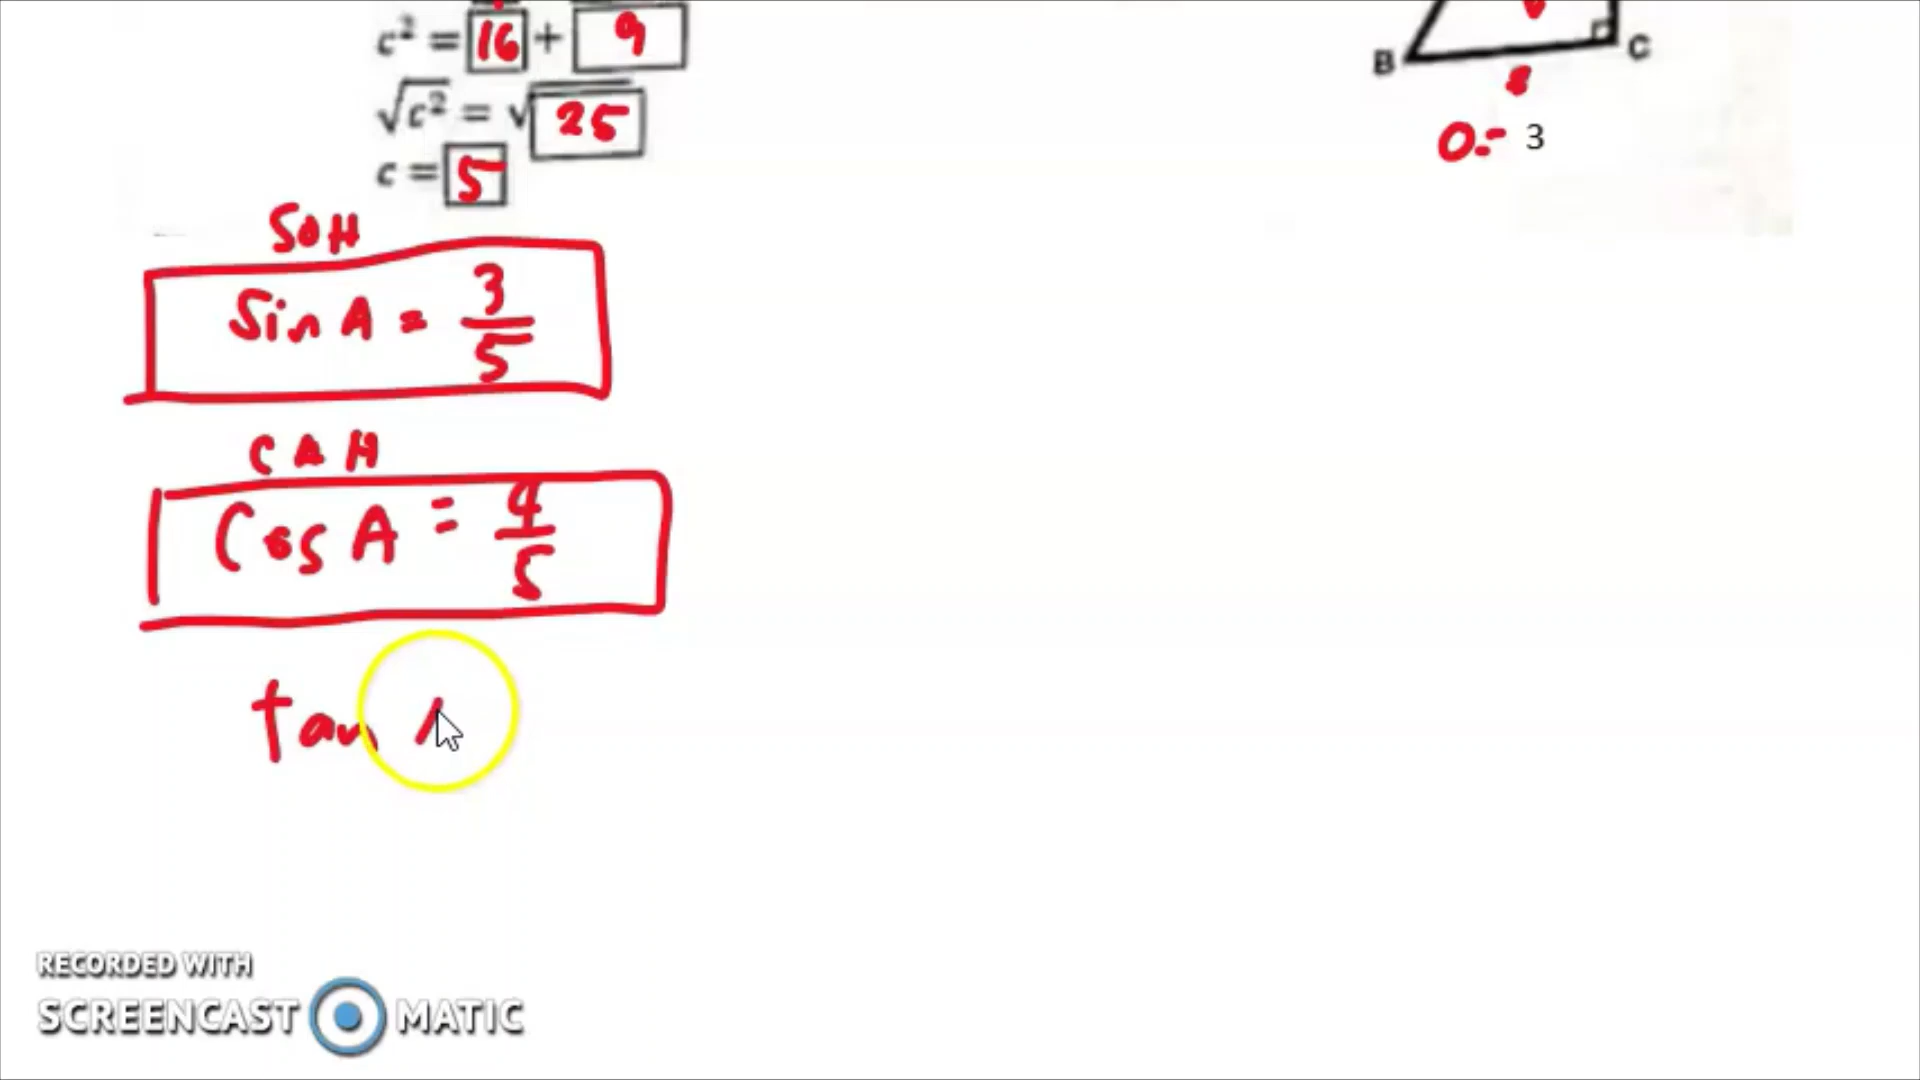 c² = 16 + 9
√c² = √25
c = 5
B
C
O = 3
SOH
Sin A = 3/5
CAH
Cos A = 4/5
tan
RECORDED WITH
SCREENCAST MATIC